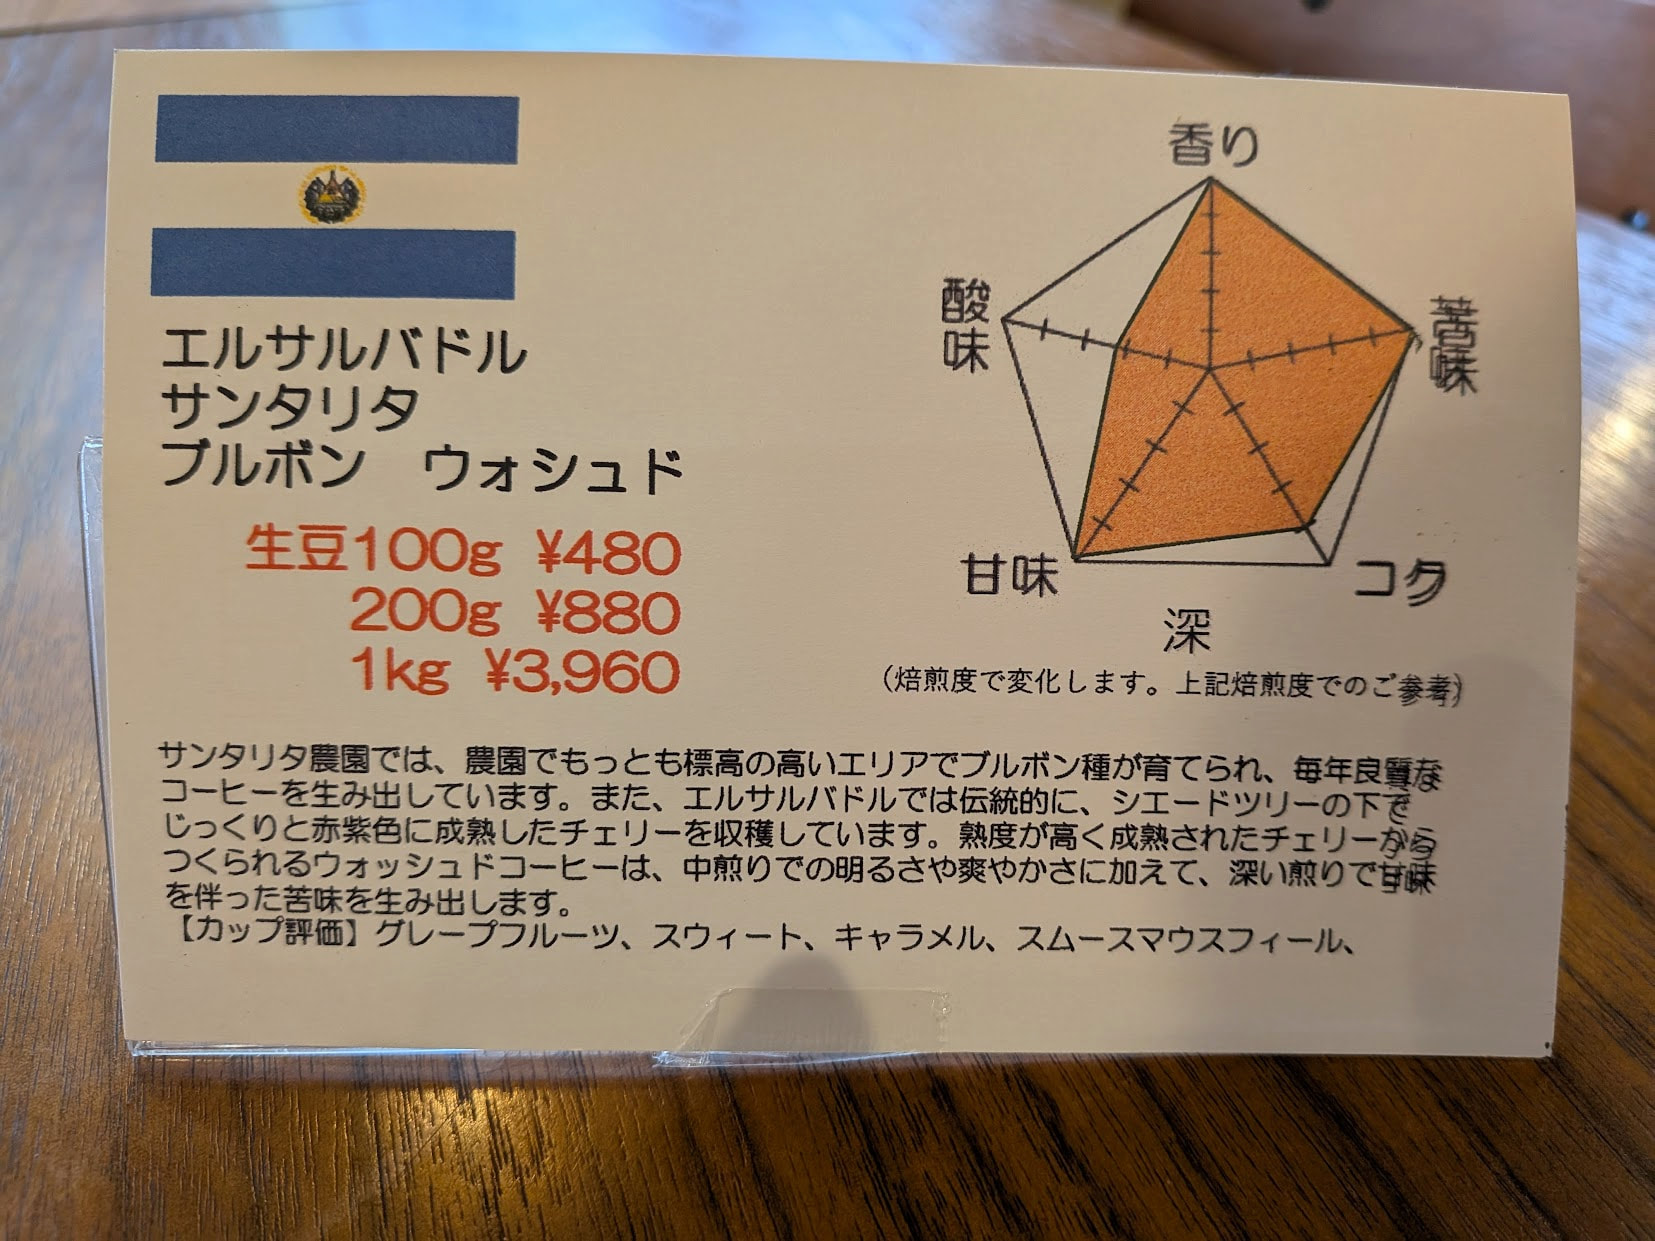 エルサルバドル
サンタリタ
ブルボン　ウォシュド
生豆100g ¥480
200g ¥880
1kg ¥3,960
香り
酸味
苦味
甘味
コク
深
（焙煎度で変化します。上記焙煎度でのご参考）
サンタリタ農園では、農園でもっとも標高の高いエリアでブルボン種が育てられ、毎年良質な
コーヒーを生み出しています。また、エルサルバドルでは伝統的に、シエードツリーの下で
じっくりと赤紫色に成熟したチェリーを収穫しています。熟度が高く成熟されたチェリーから
つくられるウォッシュドコーヒーは、中煎りでの明るさや爽やかさに加えて、深い煎りで甘味
を伴った苦味を生み出します。
【カップ評価】グレープフルーツ、スウィート、キャラメル、スムースマウスフィール、